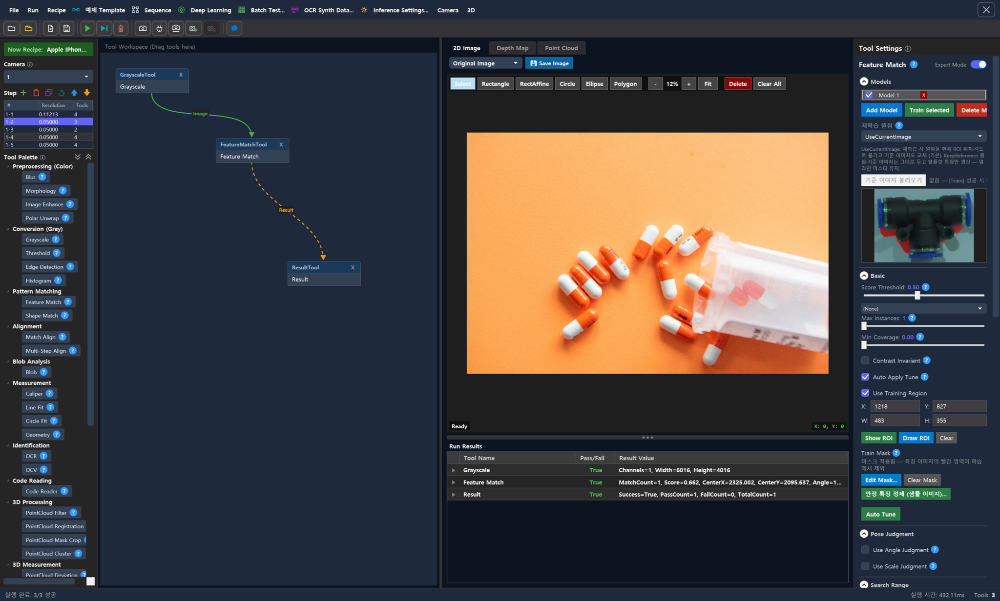 File Run Recipe 예제 Template Sequence Deep Learning Batch Test... OCR Synth Data... Inference Settings... Camera 3D
Now Recipe: Apple IPhon...
Camera
1
Step:
# Resolution Tools
1-1 0.11213 4
1-2 0.05000 3
1-3 0.05000 2
1-4 0.05000 4
1-5 0.05000 4
Tool Palette
Preprocessing (Color)
Blur ?
Morphology ?
Image Enhance ?
Polar Unwrap ?
Conversion (Gray)
Grayscale ?
Threshold ?
Edge Detection ?
Histogram ?
Pattern Matching
Feature Match ?
Shape Match ?
Alignment
Match Align ?
Multi-Step Align ?
Blob Analysis
Blob ?
Measurement
Caliper ?
Line Fit ?
Circle Fit ?
Geometry ?
Identification
OCR ?
OCV ?
Code Reading
Code Reader ?
3D Processing
PointCloud Filter ?
PointCloud Registration
PointCloud Mask Crop
PointCloud Cluster ?
3D Measurement
PointCloud Deviation ?
Tool Workspace (Drag tools here)
GrayscaleTool X
Grayscale
Image
FeatureMatchTool X
Feature Match
Result
ResultTool X
Result
2D Image Depth Map Point Cloud
Original Image Save Image
Select Rectangle RectAffine Circle Ellipse Polygon - 12% + Fit Delete Clear All
30 mg
5486
30 mg
5486
Ready X: 0, Y: 0
Run Results
Tool Name Pass/Fail Result Value
Grayscale True Channels=1, Width=6016, Height=4016
Feature Match True MatchCount=1, Score=0.662, CenterX=2325.002, CenterY=2095.637, Angle=1...
Result True Success=True, PassCount=1, FailCount=0, TotalCount=1
Tool Settings
Feature Match ? Expert Mode
Models
Model 1 X
Add Model Train Selected Delete M
재학습 원점 ?
UseCurrentImage
UseCurrentImage: 재학습 시 원점을 현재 ROI 위치·각도
로 옮기고 기준 이미지도 교체 (기본). KeepReference: 원
점·기준 이미지는 그대로 두고 템플릿 특징만 갱신 — 얼
라인 마스터 유지.
기준 이미지 불러오기 없음 — [Train] 성공 시
Basic
Score Threshold: 0.50 ?
(None)
Max Instances: 1 ?
Min Coverage: 0.00 ?
Contrast Invariant ?
Auto Apply Tune ?
Use Training Region
X: 1218 Y: 827
W: 483 H: 355
Show ROI Draw ROI Clear
Train Mask ?
마스크 적용됨 — 특징 이미지의 빨간 영역이 학습
에서 제외
Edit Mask... Clear Mask
안정 특징 정제 (샘플 이미지)...
Auto Tune
Pose Judgment
Use Angle Judgment ?
Use Scale Judgment ?
Search Range
실행 완료: 3/3 성공 실행 시간: 432.11ms Tools: 3